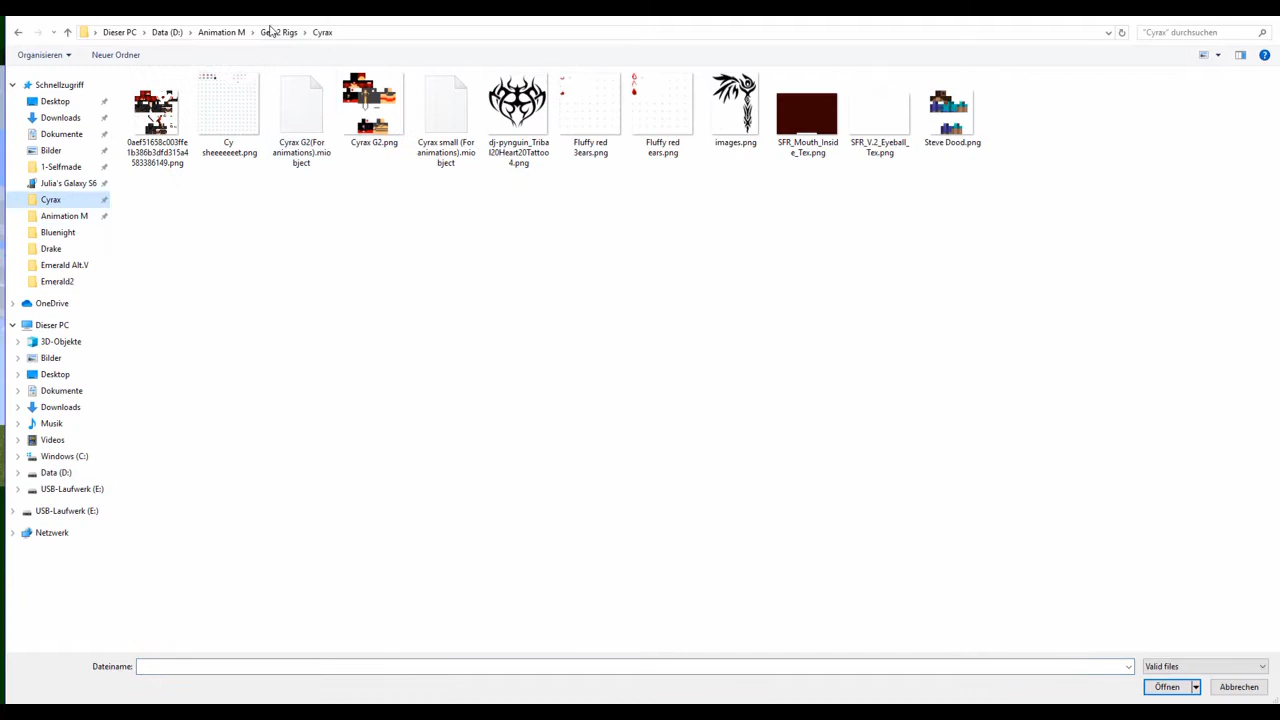 Dieser PC > Data (D:) > Animation M > Rigs > Cyrax
"Cyrax" durchsuchen
Organisieren
Neuer Ordner
Schnellzugriff
Desktop
Downloads
Dokumente
Bilder
1-Selfmade
Julia's Galaxy S6
Cyrax
Animation M
Bluenight
Drake
Emerald Alt.V
Emerald2
OneDrive
Dieser PC
3D-Objekte
Bilder
Desktop
Dokumente
Downloads
Musik
Videos
Windows (C:)
Data (D:)
USB-Laufwerk (E:)
USB-Laufwerk (E:)
Netzwerk
0aef51658c003ffe
1b386b3dfd315a4
583386149.png
Cy
sheeeeeeet.png
Cyrax G2(For
animations).mio
bject
Cyrax G2.png
Cyrax small (For
animations).mio
bject
dj-pynguin_Triba
l20Heart20Tattoo
4.png
Fluffy red
3ears.png
Fluffy red
ears.png
images.png
SFR_Mouth_Insid
e_Tex.png
SFR_V.2_Eyeball_
Tex.png
Steve Dood.png
Dateiname:
Valid files
Öffnen
Abbrechen